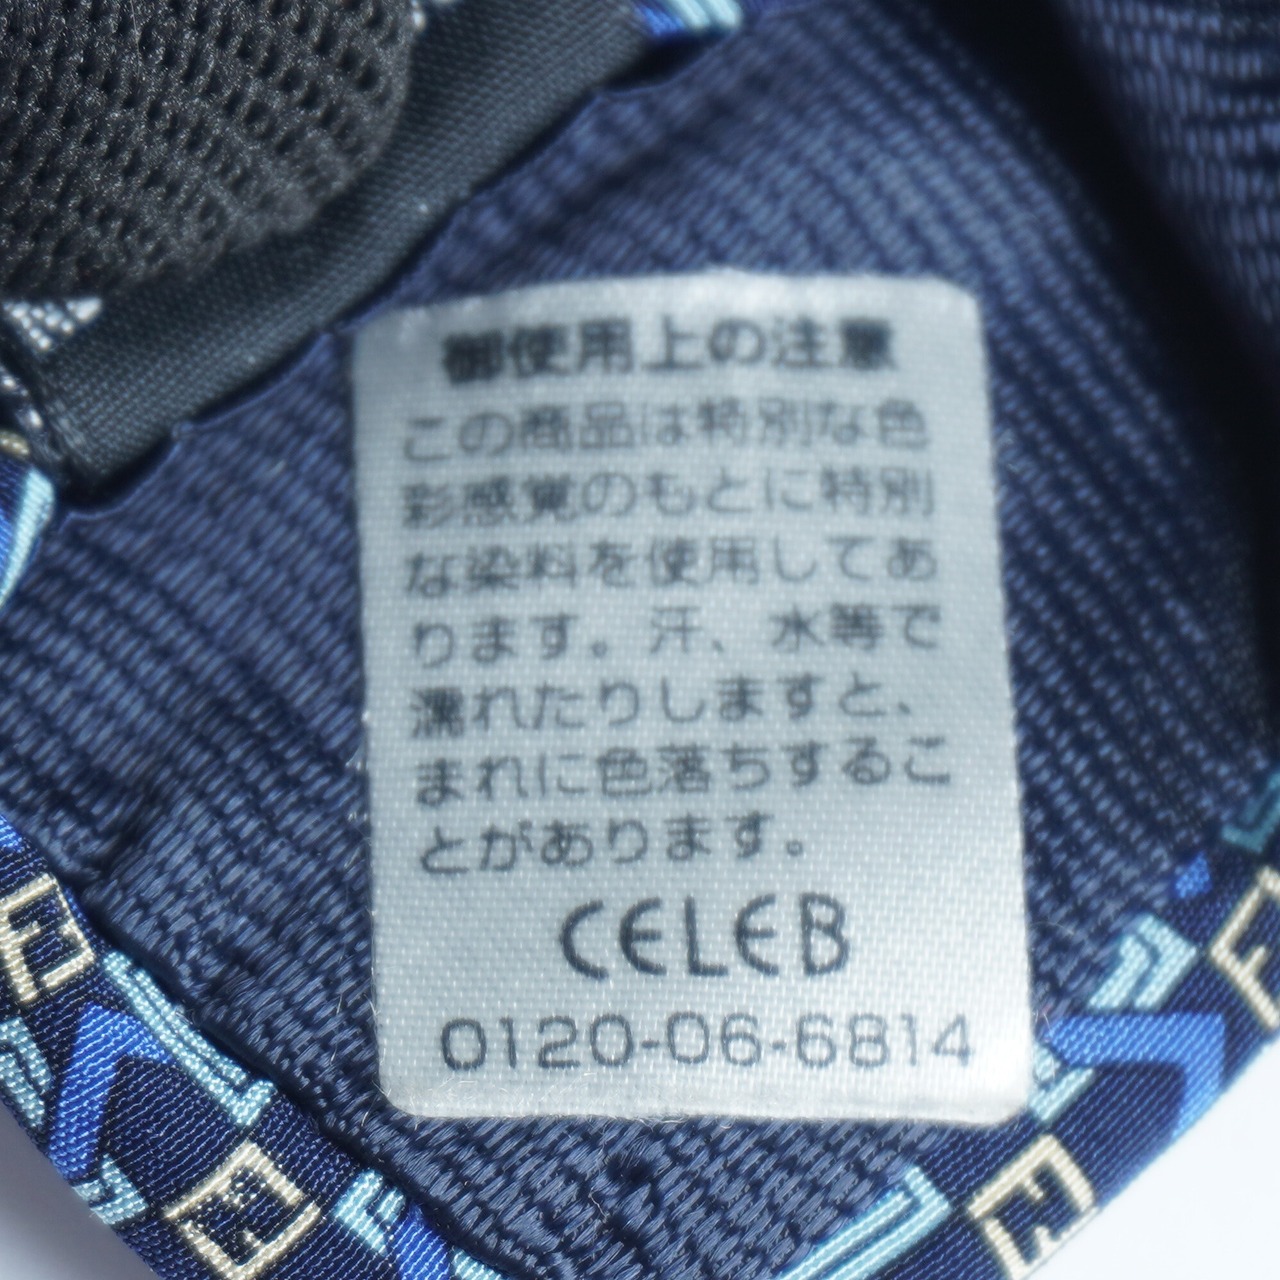 御使用上の注意
この商品は特別な色
彩感覚のもとに特別
な染料を使用してあ
ります。汗、水等で
濡れたりしますと、
まれに色落ちするこ
とがあります。
CELEB
0120-06-6814